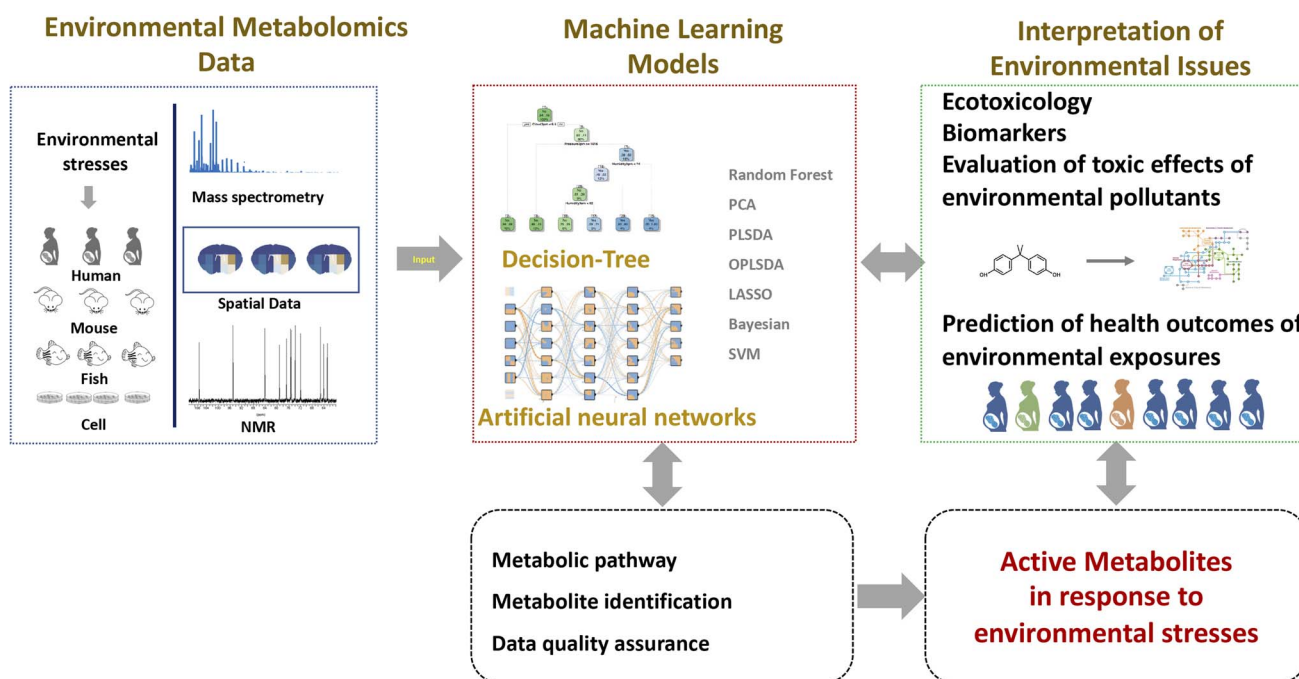 Environmental Metabolomics
Data
Environmental
stresses
Human
Mouse
Fish
Cell
Mass spectrometry
Spatial Data
NMR
Input
Machine Learning
Models
Decision-Tree
Artificial neural networks
Random Forest
PCA
PLSDA
OPLSDA
LASSO
Bayesian
SVM
Interpretation of
Environmental Issues
Ecotoxicology
Biomarkers
Evaluation of toxic effects of
environmental pollutants
OH
OH
Prediction of health outcomes of
environmental exposures
Metabolic pathway
Metabolite identification
Data quality assurance
Active Metabolites
in response to
environmental stresses